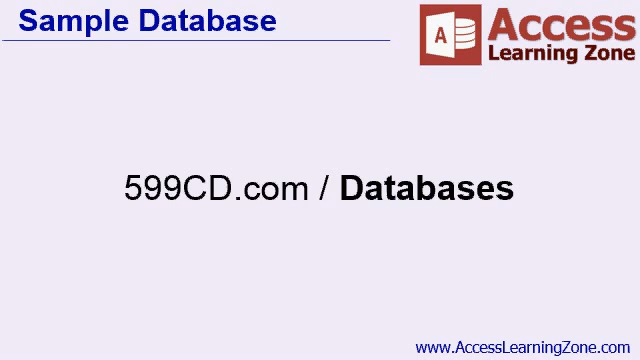 Sample Database
A
Access
Learning Zone
599CD.com / Databases
www.AccessLearningZone.com